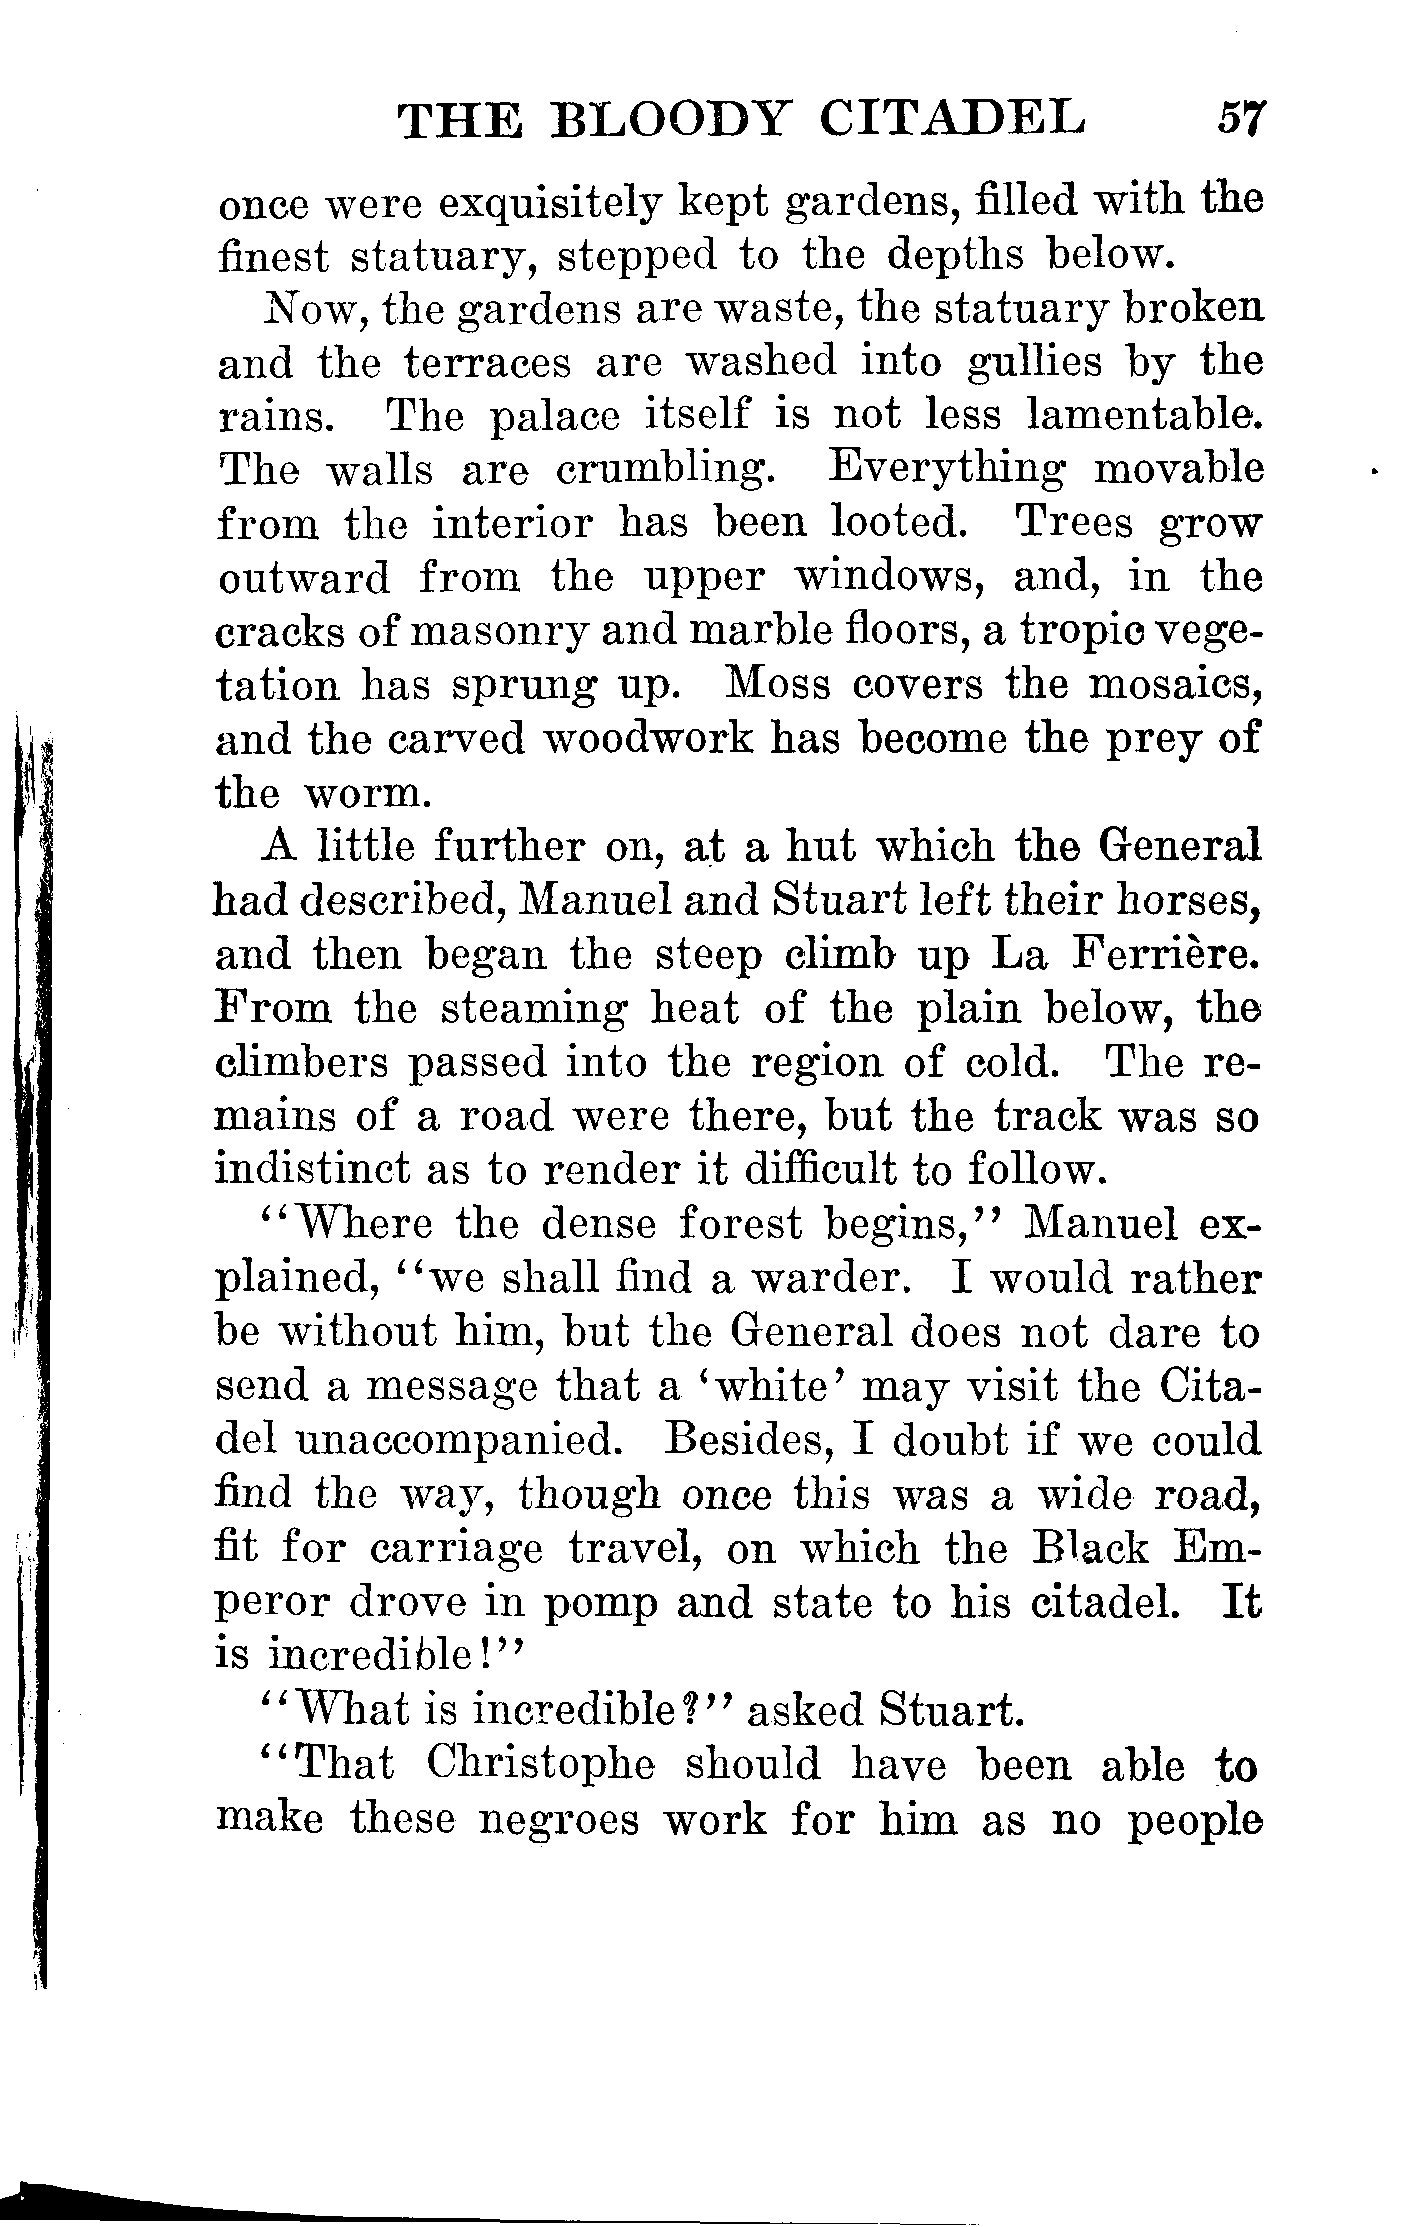 THE BLOODY CITADEL 57
once were exquisitely kept gardens, filled with the
finest statuary, stepped to the depths below.
Now, the gardens are waste, the statuary broken
and the terraces are washed into gullies by the
rains. The palace itself is not less lamentable.
The walls are crumbling. Everything movable
from the interior has been looted. Trees grow
outward from the upper windows, and, in the
cracks of masonry and marble floors, a tropic vege-
tation has sprung up. Moss covers the mosaics,
and the carved woodwork has become the prey of
the worm.
A little further on, at a hut which the General
had described, Manuel and Stuart left their horses,
and then began the steep climb up La Ferrière.
From the steaming heat of the plain below, the
climbers passed into the region of cold. The re-
mains of a road were there, but the track was so
indistinct as to render it difficult to follow.
"Where the dense forest begins," Manuel ex-
plained, "we shall find a warder. I would rather
be without him, but the General does not dare to
send a message that a 'white' may visit the Cita-
del unaccompanied. Besides, I doubt if we could
find the way, though once this was a wide road,
fit for carriage travel, on which the Black Em-
peror drove in pomp and state to his citadel. It
is incredible!"
"What is incredible?" asked Stuart.
"That Christophe should have been able to
make these negroes work for him as no people